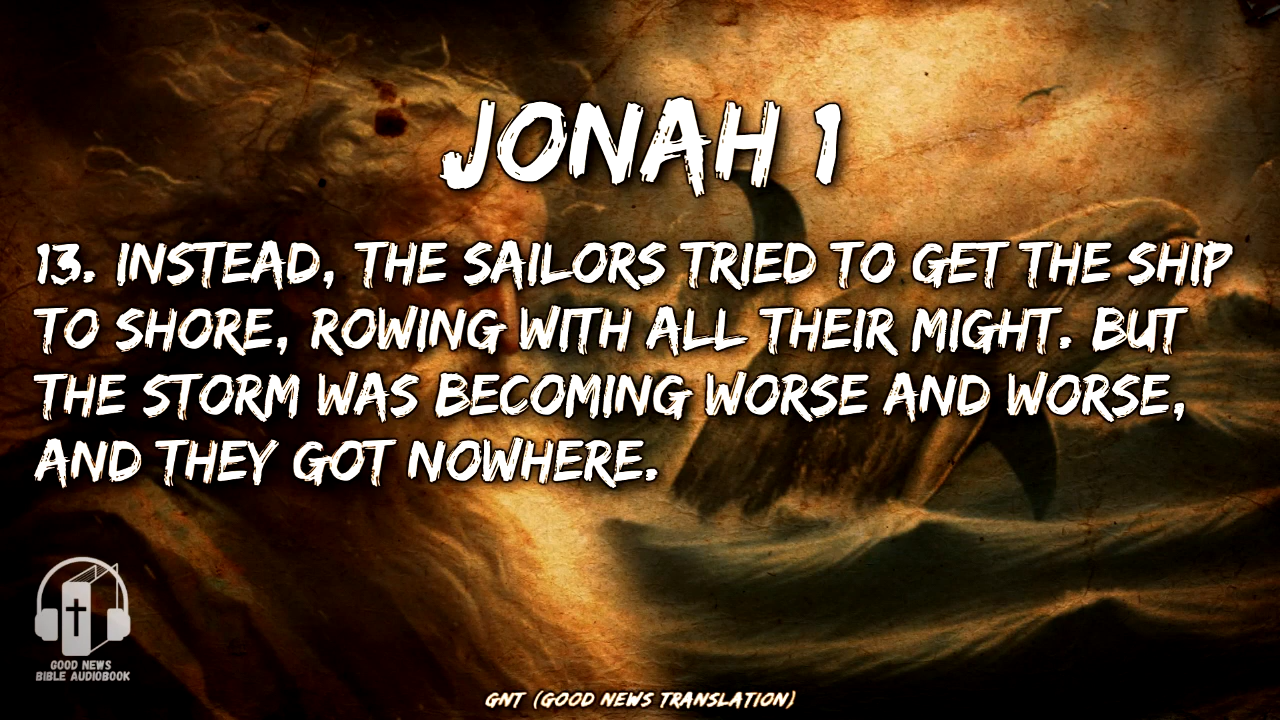 JONAH 1
13. INSTEAD, THE SAILORS TRIED TO GET THE SHIP
TO SHORE, ROWING WITH ALL THEIR MIGHT. BUT
THE STORM WAS BECOMING WORSE AND WORSE,
AND THEY GOT NOWHERE.
GOOD NEWS
BIBLE AUDIOBOOK
GNT (GOOD NEWS TRANSLATION)